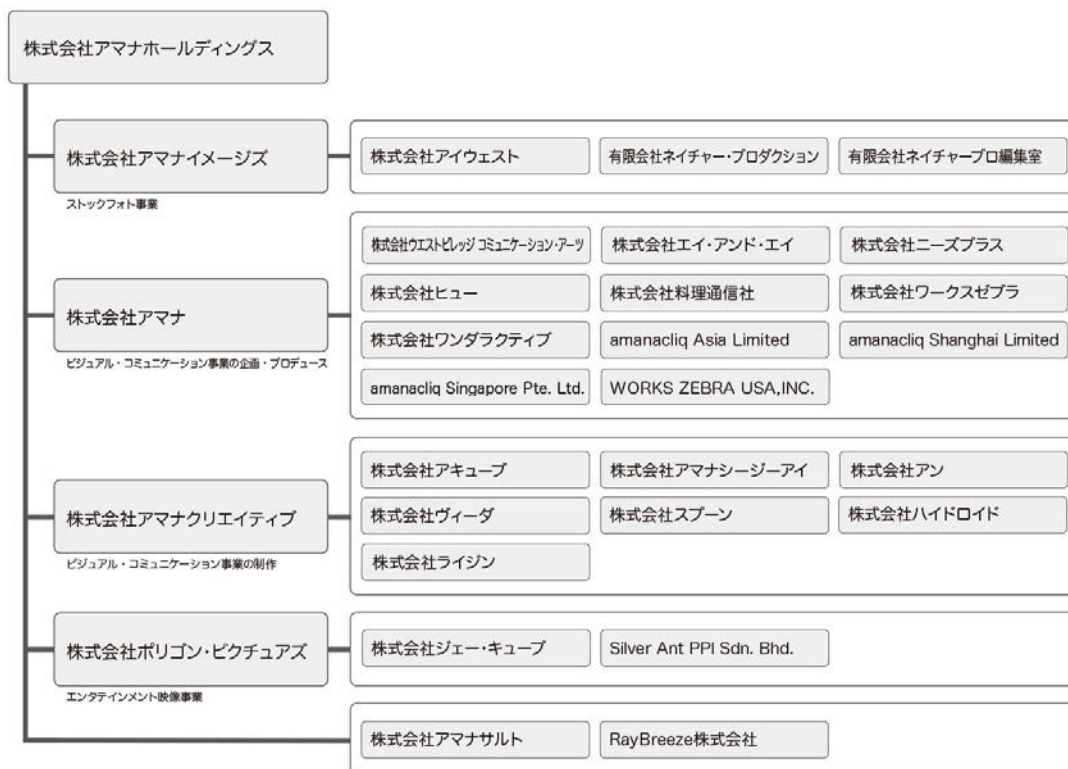 株式会社アマナホールディングス
株式会社アマナイメージズ
ストックフォト事業
株式会社アイウェスト
有限会社ネイチャー・プロダクション
有限会社ネイチャープロ編集室
株式会社アマナ
ビジュアル・コミュニケーション事業の企画・プロデュース
株式会社ウエストビレッジ コミュニケーション・アーツ
株式会社エイ・アンド・エイ
株式会社ニーズプラス
株式会社ヒュー
株式会社料理通信社
株式会社ワークスゼブラ
株式会社ワンダラクティブ
amanacliq Asia Limited
amanacliq Shanghai Limited
amanacliq Singapore Pte. Ltd.
WORKS ZEBRA USA,INC.
株式会社アマナクリエイティブ
ビジュアル・コミュニケーション事業の制作
株式会社アキューブ
株式会社アマナシージーアイ
株式会社アン
株式会社ヴィーダ
株式会社スプーン
株式会社ハイドロイド
株式会社ライジン
株式会社ポリゴン・ピクチュアズ
エンタテインメント映像事業
株式会社ジェー・キューブ
Silver Ant PPI Sdn. Bhd.
株式会社アマナサルト
RayBreeze株式会社